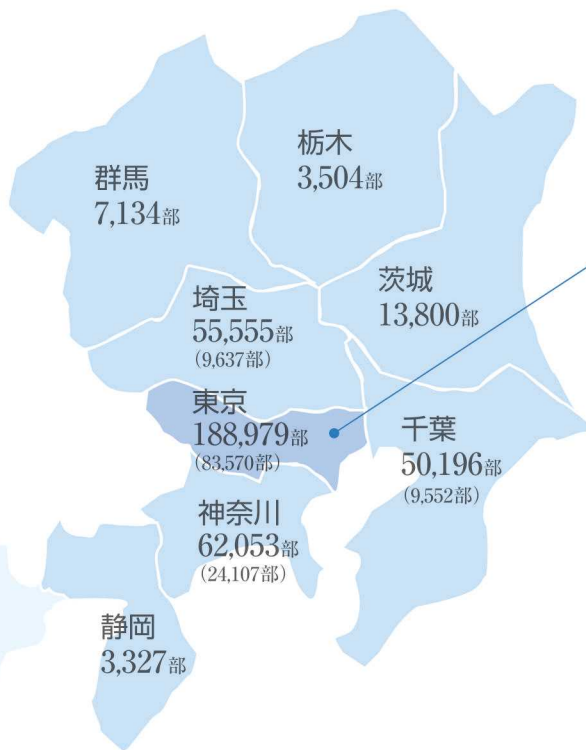 栃木
3,504部
群馬
7,134部
茨城
13,800部
埼玉
55,555部
(9,637部)
東京
188,979部
(83,570部)
千葉
50,196部
(9,552部)
神奈川
62,053部
(24,107部)
静岡
3,327部